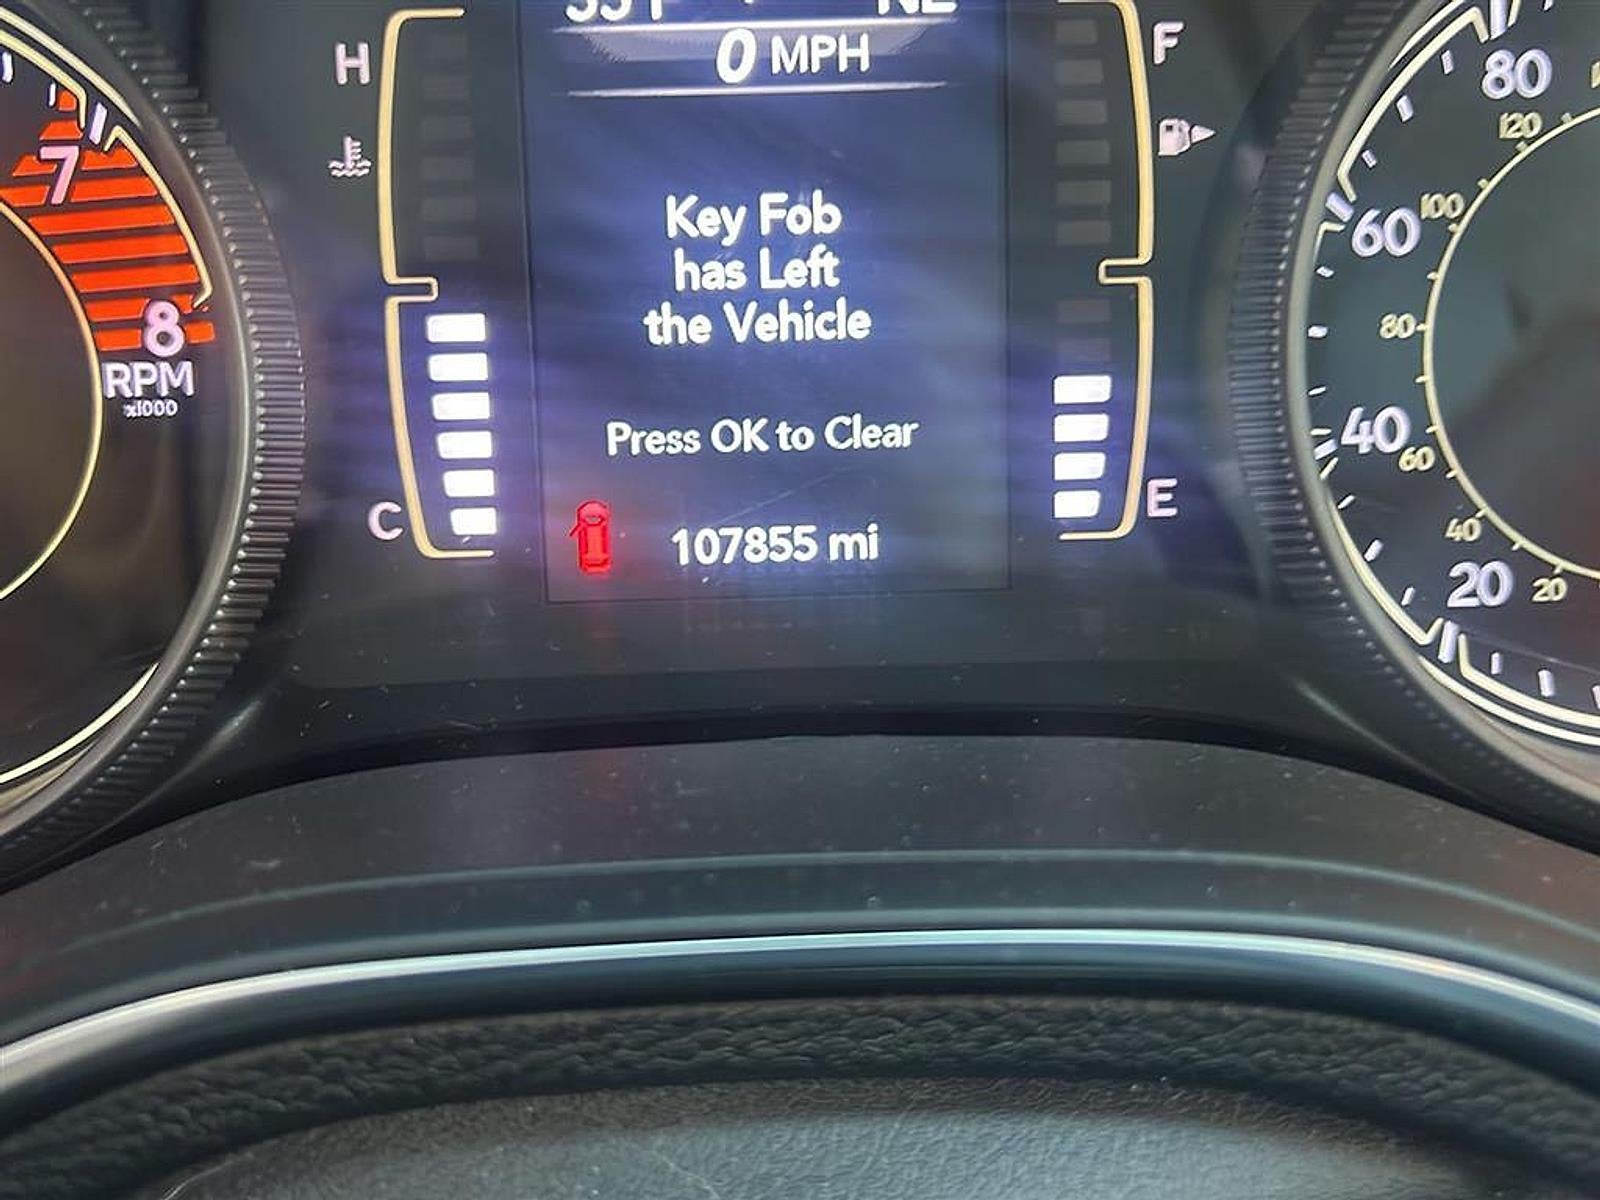 NE
0 MPH
H
F
Key Fob
has Left
the Vehicle
Press OK to Clear
C
E
107855 mi
7
8
RPM
x1000
80
120
100
60
80
40
60
40
20
20